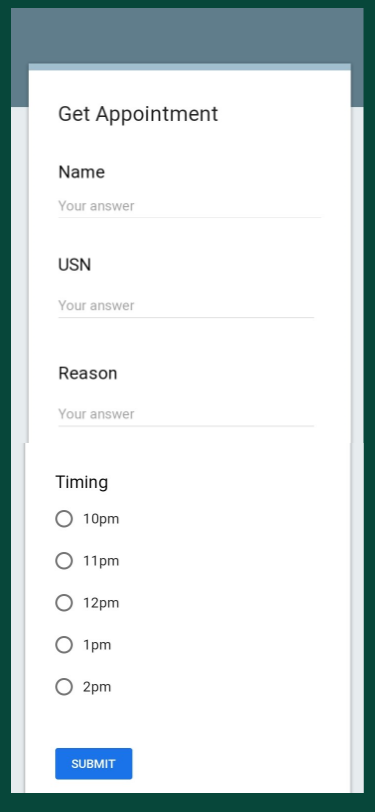 Get Appointment
Name
Your answer
USN
Your answer
Reason
Your answer
Timing
10pm
11pm
12pm
1pm
2pm
SUBMIT